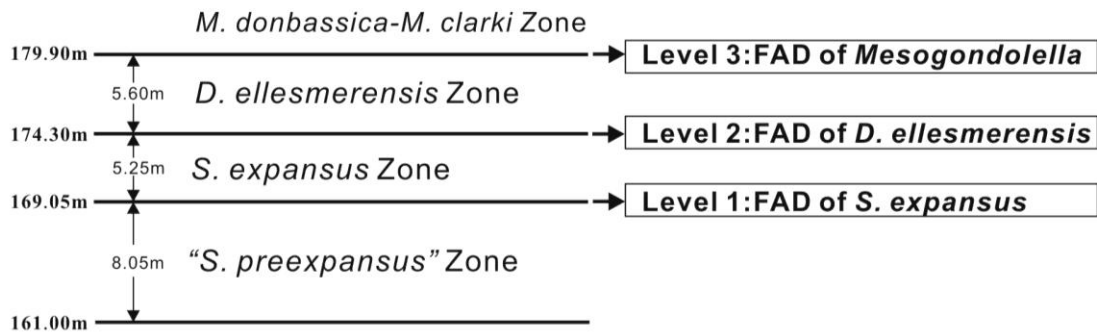 M. donbassica-M. clarki Zone
179.90m
Level 3:FAD of Mesogondolella
5.60m
D. ellesmerensis Zone
174.30m
Level 2:FAD of D. ellesmerensis
5.25m
S. expansus Zone
169.05m
Level 1:FAD of S. expansus
8.05m
“S. preexpansus” Zone
161.00m